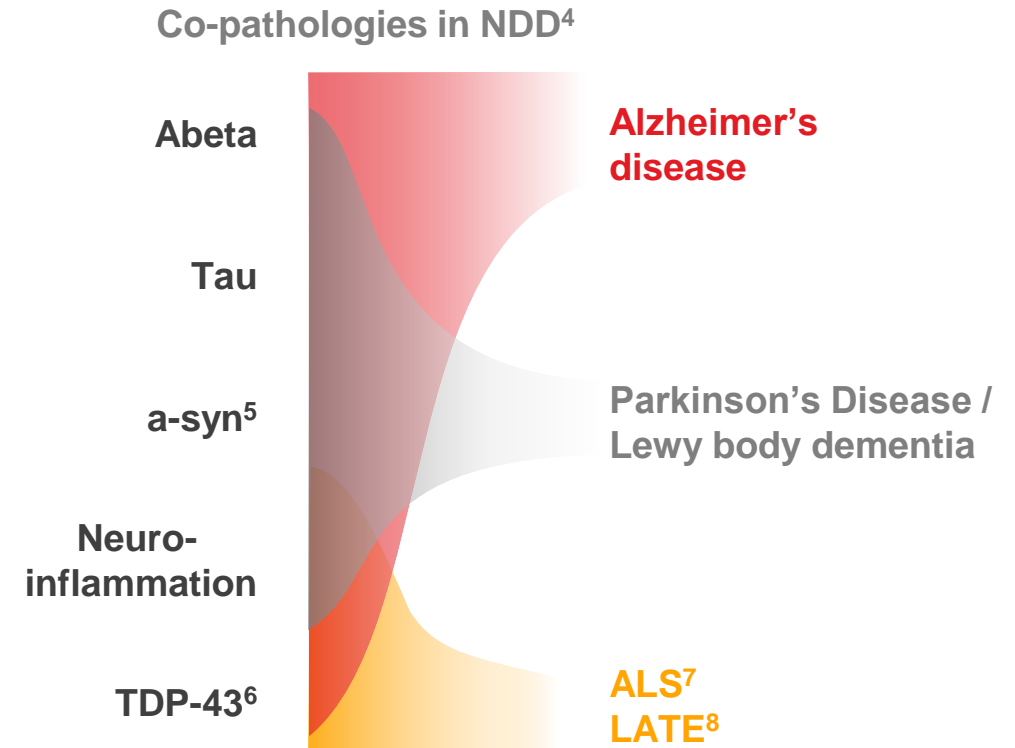 Co-pathologies in NDD⁴
Abeta
Tau
a-syn⁵
Neuro-
inflammation
TDP-43⁶
Alzheimer's
disease
Parkinson's Disease /
Lewy body dementia
ALS⁷
LATE⁸